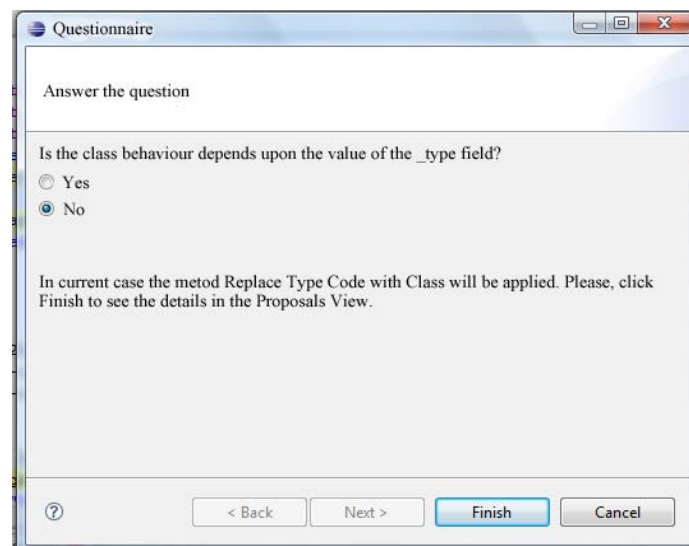 Questionnaire
Answer the question
Is the class behaviour depends upon the value of the _type field?
Yes
No
In current case the metod Replace Type Code with Class will be applied. Please, click
Finish to see the details in the Proposals View.
< Back
Next >
Finish
Cancel